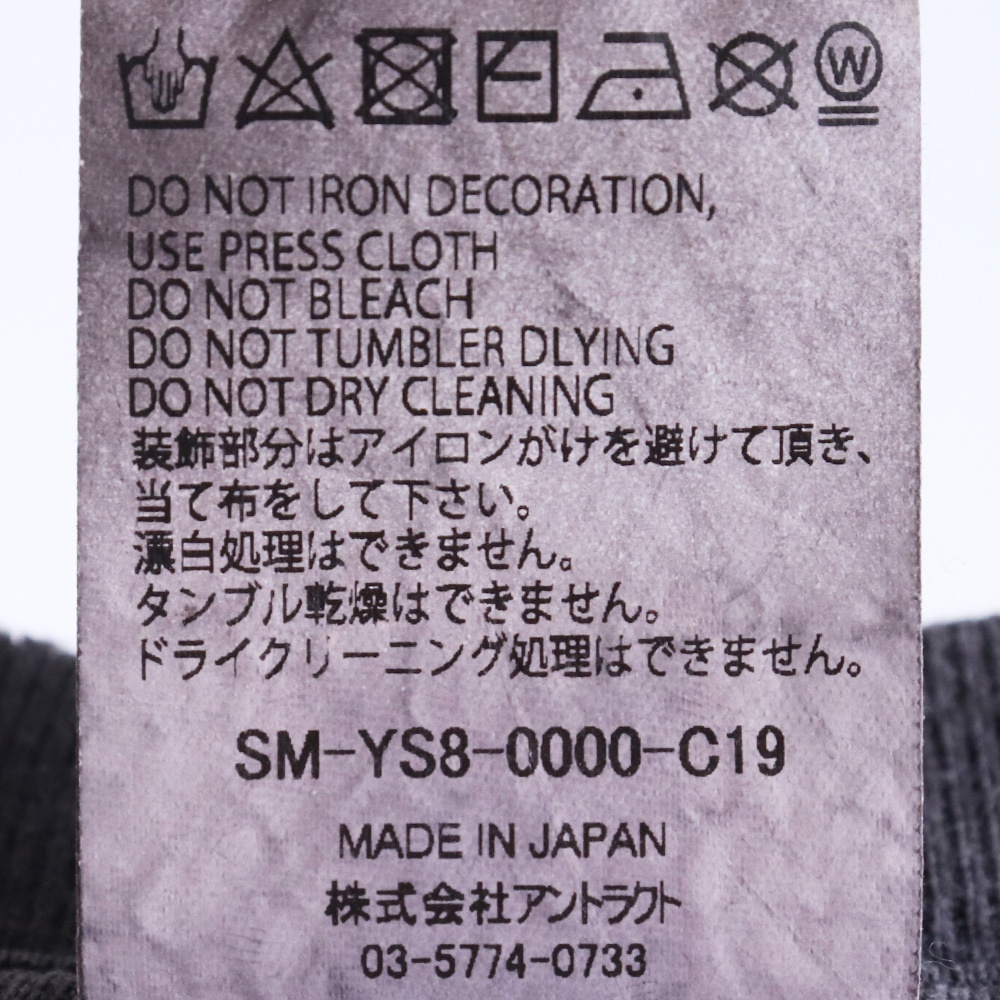 W
DO NOT IRON DECORATION,
USE PRESS CLOTH
DO NOT BLEACH
DO NOT TUMBLER DLYING
DO NOT DRY CLEANING
装飾部分はアイロンがけを避けて頂き、
当て布をして下さい。
漂白処理はできません。
タンブル乾燥はできません。
ドライクリーニング処理はできません。
SM-YS8-0000-C19
MADE IN JAPAN
株式会社アントラクト
03-5774-0733